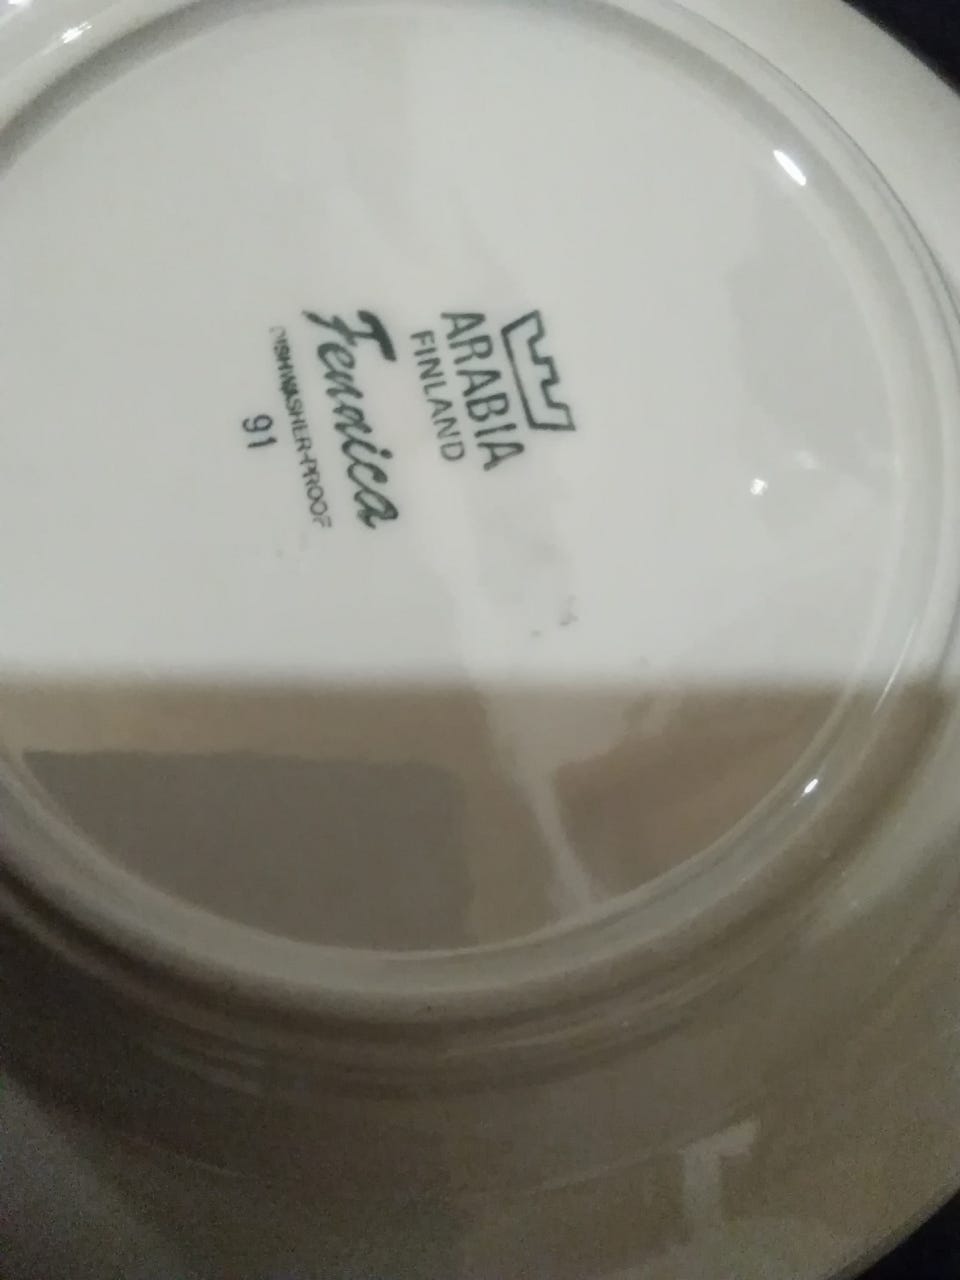 ARABIA
FINLAND
Fennica
DISHWASHER-PROOF
91